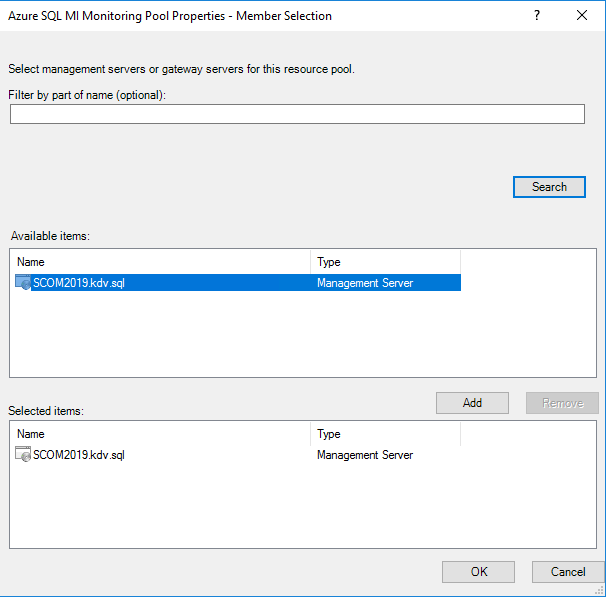 Azure SQL MI Monitoring Pool Properties - Member Selection ?
Select management servers or gateway servers for this resource pool.
Filter by part of name (optional):
Search
Available items:
Name Type
SCOM2019.kdv.sql Management Server
Add Remove
Selected items:
Name Type
SCOM2019.kdv.sql Management Server
OK Cancel